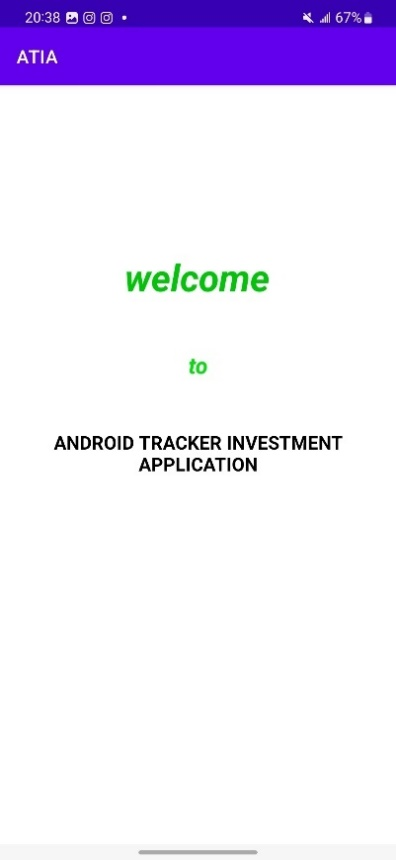 20:38
67%
ATIA
welcome
to
ANDROID TRACKER INVESTMENT
APPLICATION